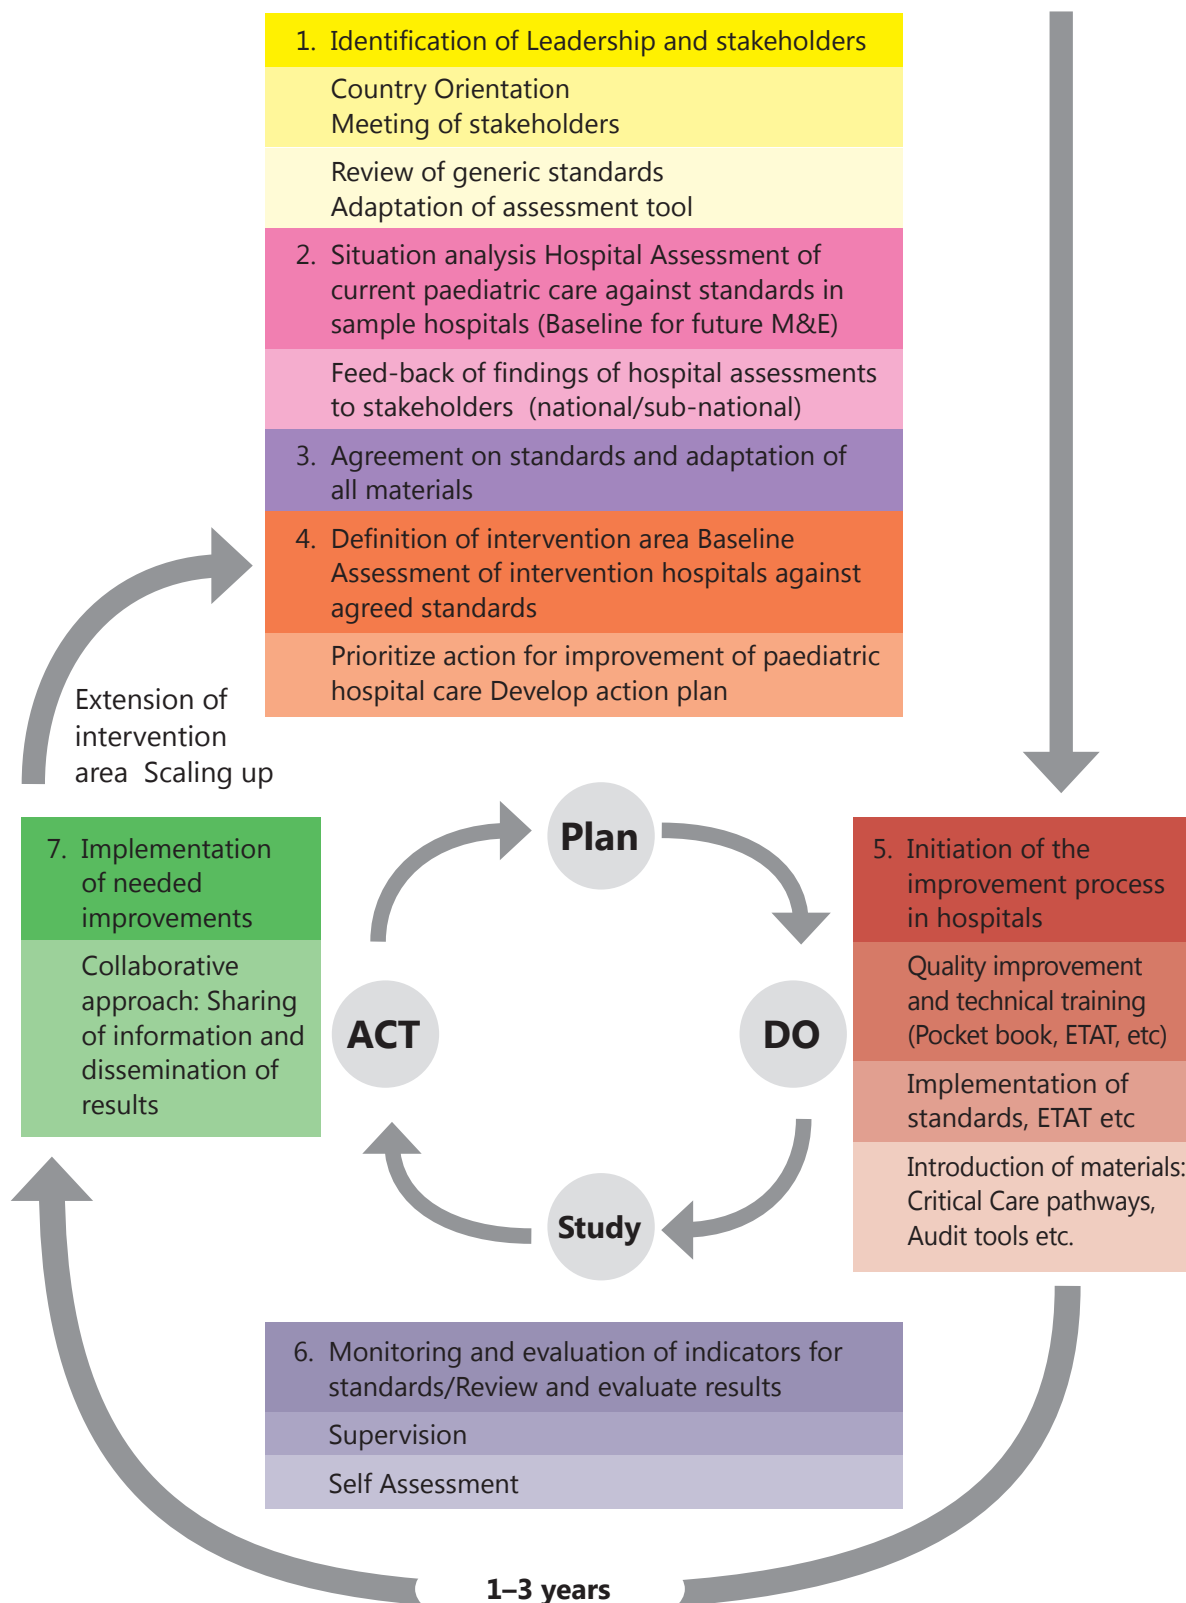 1. Identification of Leadership and stakeholders
Country Orientation
Meeting of stakeholders
Review of generic standards
Adaptation of assessment tool
2. Situation analysis Hospital Assessment of
current paediatric care against standards in
sample hospitals (Baseline for future M&E)
Feed-back of findings of hospital assessments
to stakeholders (national/sub-national)
3. Agreement on standards and adaptation of
all materials
4. Definition of intervention area Baseline
Assessment of intervention hospitals against
agreed standards
Prioritize action for improvement of paediatric
hospital care Develop action plan
Extension of
intervention
area Scaling up
Plan
DO
Study
ACT
5. Initiation of the
improvement process
in hospitals
Quality improvement
and technical training
(Pocket book, ETAT, etc)
Implementation of
standards, ETAT etc
Introduction of materials:
Critical Care pathways,
Audit tools etc.
6. Monitoring and evaluation of indicators for
standards/Review and evaluate results
Supervision
Self Assessment
7. Implementation
of needed
improvements
Collaborative
approach: Sharing
of information and
dissemination of
results
1–3 years